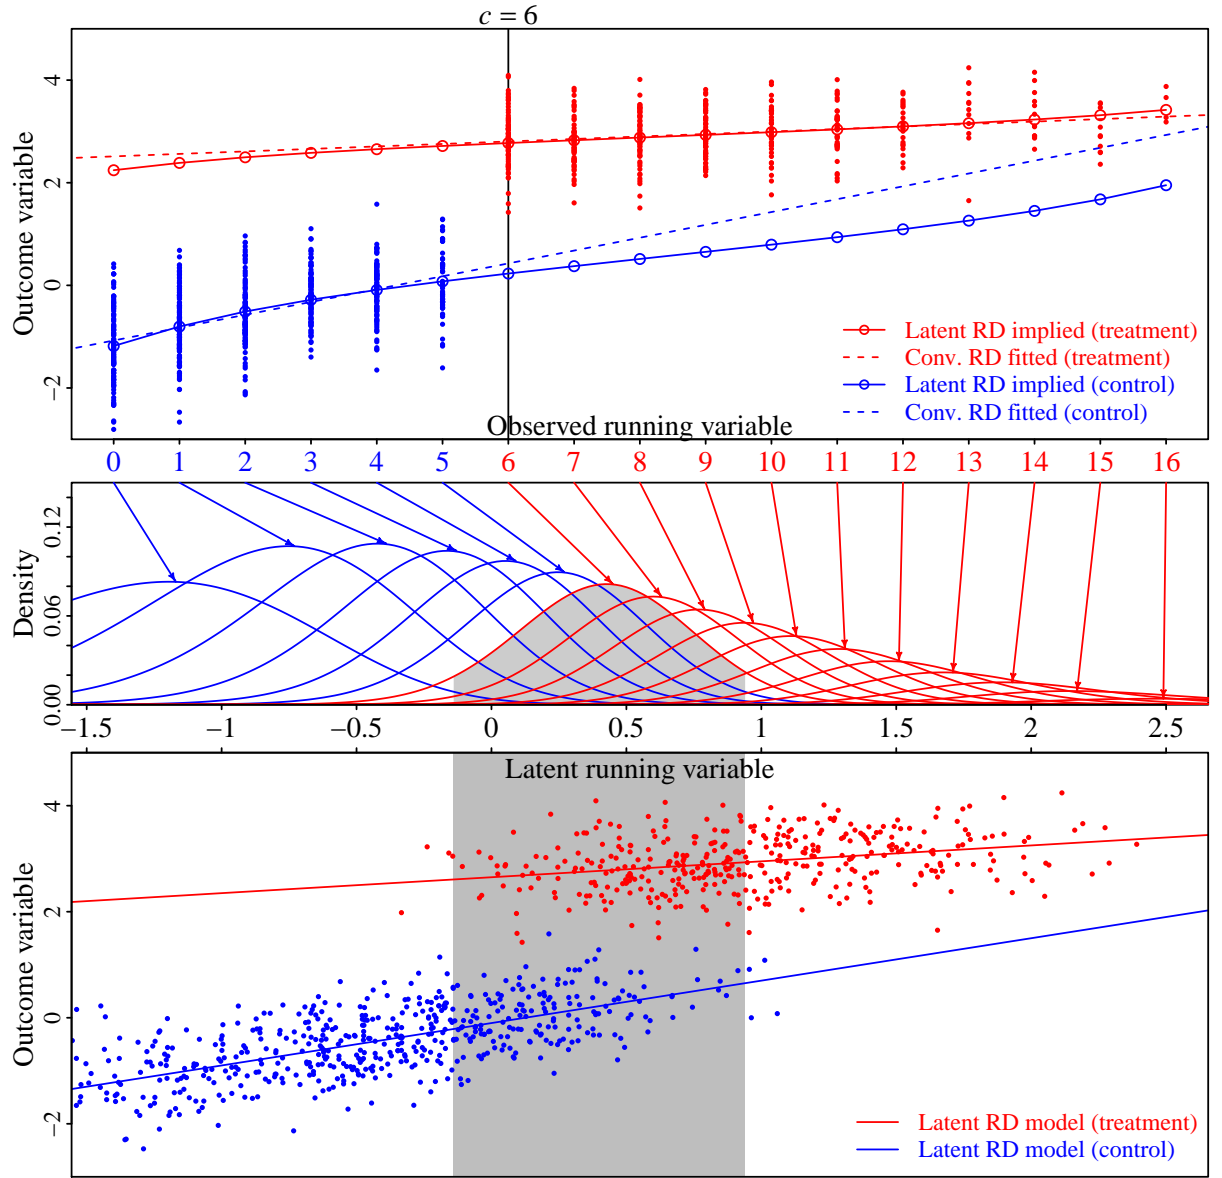 c = 6
Outcome variable
4
2
0
−2
Latent RD implied (treatment)
Conv. RD fitted (treatment)
Latent RD implied (control)
Conv. RD fitted (control)
Observed running variable
0 1 2 3 4 5 6 7 8 9 10 11 12 13 14 15 16
Density
0.12
0.06
0.00
−1.5 −1 −0.5 0 0.5 1 1.5 2 2.5
Latent running variable
Outcome variable
4
2
0
−2
Latent RD model (treatment)
Latent RD model (control)